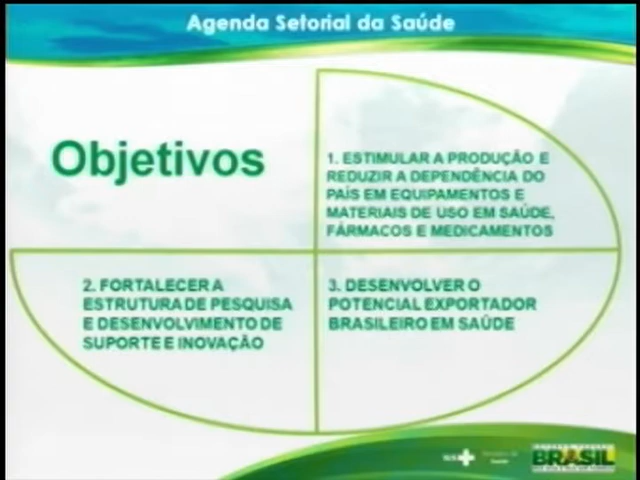 Agenda Setorial da Saúde
Objetivos
1. ESTIMULAR A PRODUÇÃO E
REDUZIR A DEPENDÊNCIA DO
PAÍS EM EQUIPAMENTOS E
MATERIAIS DE USO EM SAÚDE,
FÁRMACOS E MEDICAMENTOS
2. FORTALECER A
ESTRUTURA DE PESQUISA
E DESENVOLVIMENTO DE
SUPORTE E INOVAÇÃO
3. DESENVOLVER O
POTENCIAL EXPORTADOR
BRASILEIRO EM SAÚDE
SUS
BRASIL